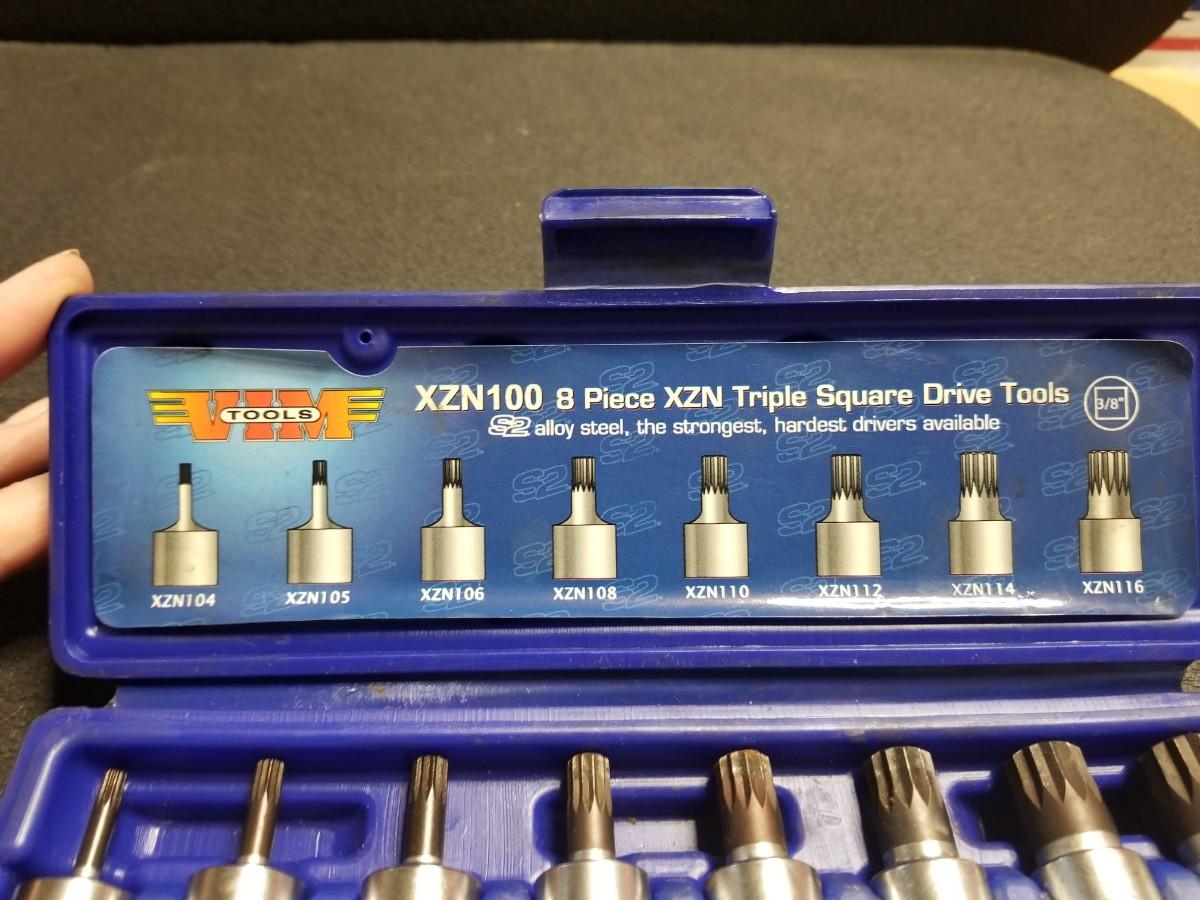 VIM
TOOLS
XZN100 8 Piece XZN Triple Square Drive Tools
S2 alloy steel, the strongest, hardest drivers available
3/8"
XZN104 XZN105 XZN106 XZN108 XZN110 XZN112 XZN114 XZN116